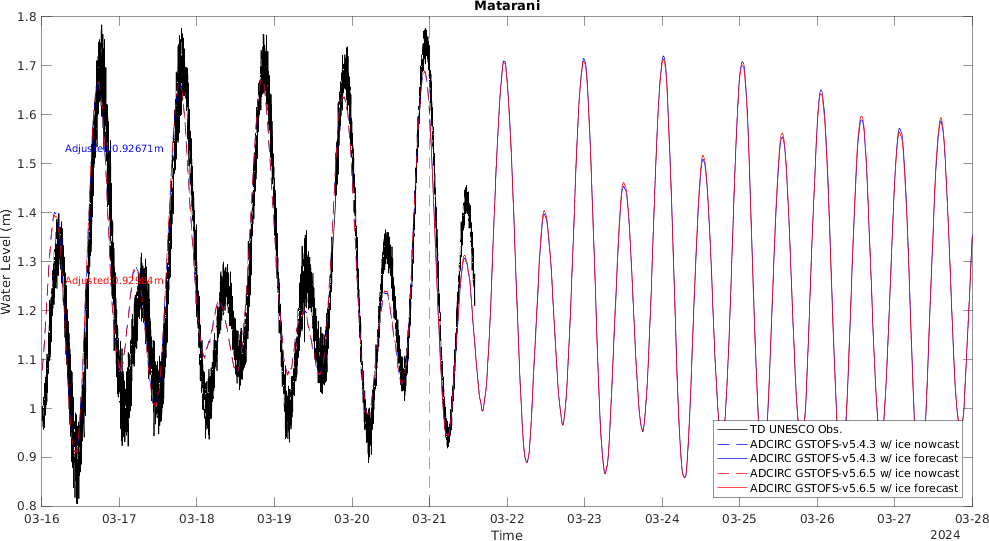 Matarani
1.8
1.7
1.6
1.5
1.4
1.3
1.2
1.1
1
0.9
0.8
Water Level (m)
Adjusted:0.92671m
Adjusted:0.92964m
TD UNESCO Obs.
ADCIRC GSTOFS-v5.4.3 w/ ice nowcast
ADCIRC GSTOFS-v5.4.3 w/ ice forecast
ADCIRC GSTOFS-v5.6.5 w/ ice nowcast
ADCIRC GSTOFS-v5.6.5 w/ ice forecast
03-16 03-17 03-18 03-19 03-20 03-21 03-22 03-23 03-24 03-25 03-26 03-27 03-28
Time
2024